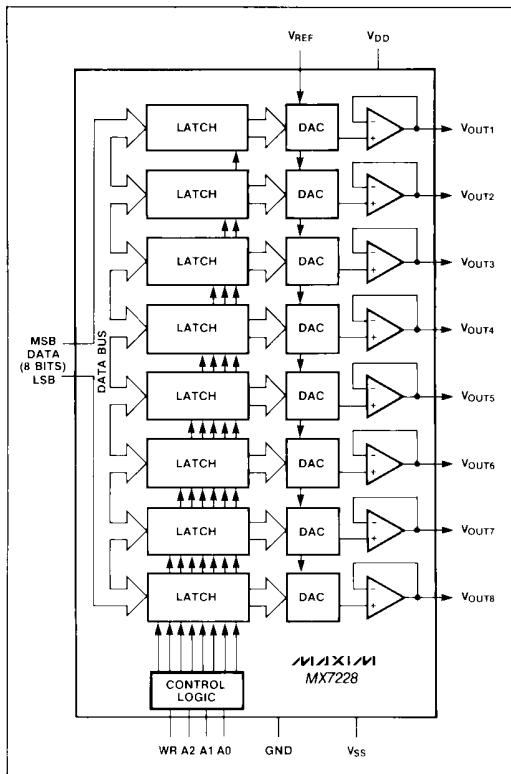 VREF VDD
LATCH DAC - + VOUT1
LATCH DAC - + VOUT2
LATCH DAC - + VOUT3
LATCH DAC - + VOUT4
MSB
DATA
(8 BITS)
LSB
DATA BUS
LATCH DAC - + VOUT5
LATCH DAC - + VOUT6
LATCH DAC - + VOUT7
LATCH DAC - + VOUT8
MAXIM
MX7228
CONTROL
LOGIC
WR A2 A1 A0 GND VSS